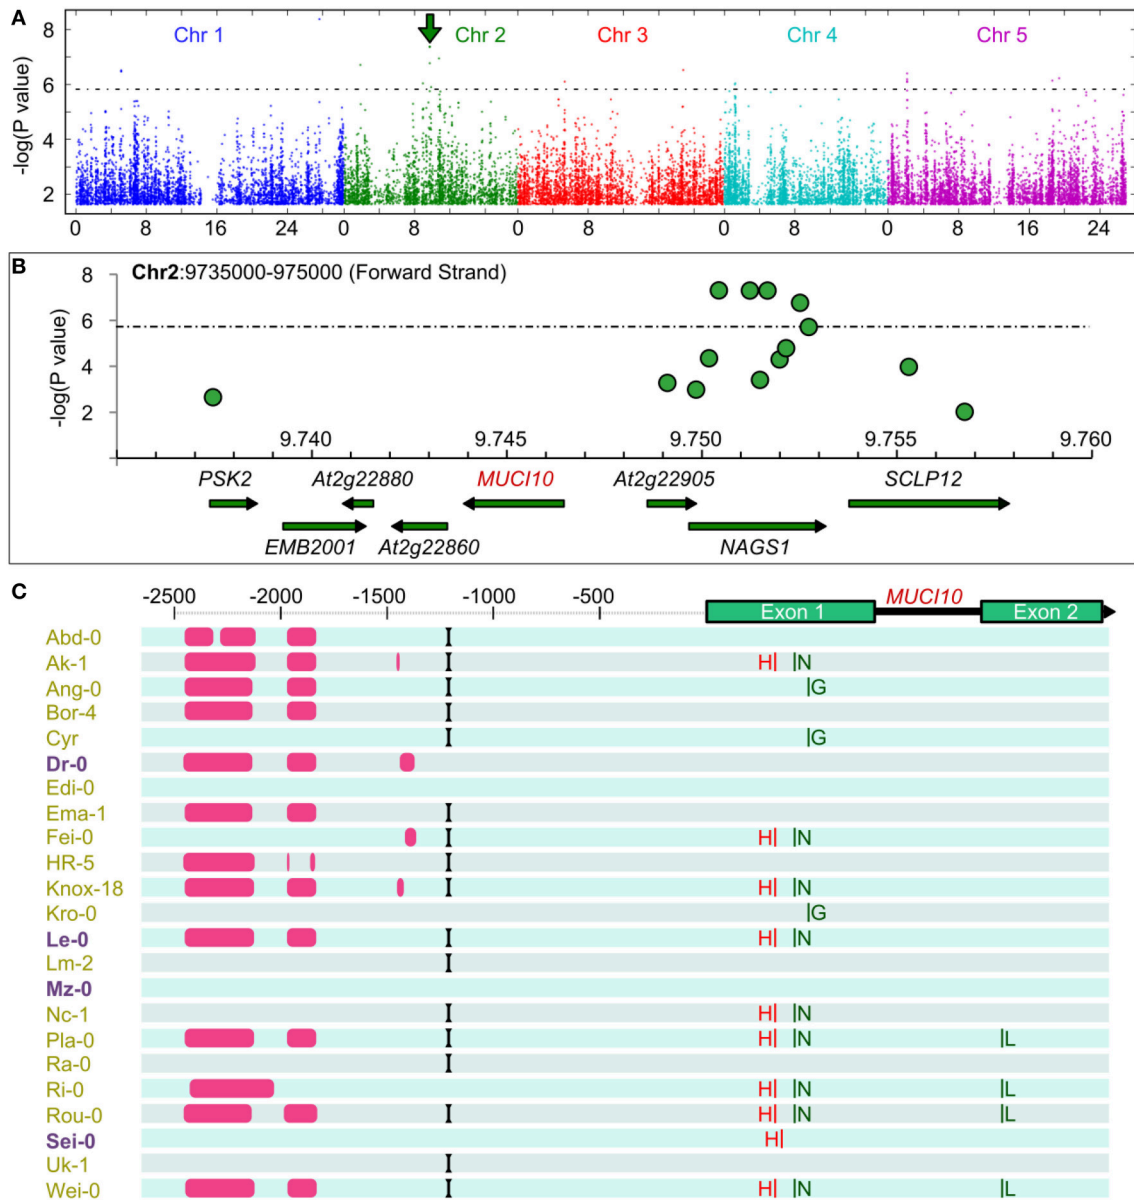 A
8
6
4
2
-log(P value)
Chr 1 Chr 2 Chr 3 Chr 4 Chr 5
0 8 16 24 0 8 0 8 16 0 8 0 8 16 24
B
Chr2:9735000-975000 (Forward Strand)
8
6
4
2
-log(P value)
9.740 9.745 9.750 9.755 9.760
PSK2 At2g22880 MUCI10 At2g22905 SCLP12
EMB2001 At2g22860 NAGS1
C
-2500 -2000 -1500 -1000 -500 MUCI10
Exon 1 Exon 2
Abd-0
Ak-1 H N
Ang-0 G
Bor-4
Cyr G
Dr-0
Edi-0
Ema-1
Fei-0 H N
HR-5
Knox-18 H N
Kro-0 G
Le-0 H N
Lm-2
Mz-0
Nc-1 H N
Pla-0 H N L
Ra-0
Ri-0 H N L
Rou-0 H N L
Sei-0 H
Uk-1
Wei-0 H N L